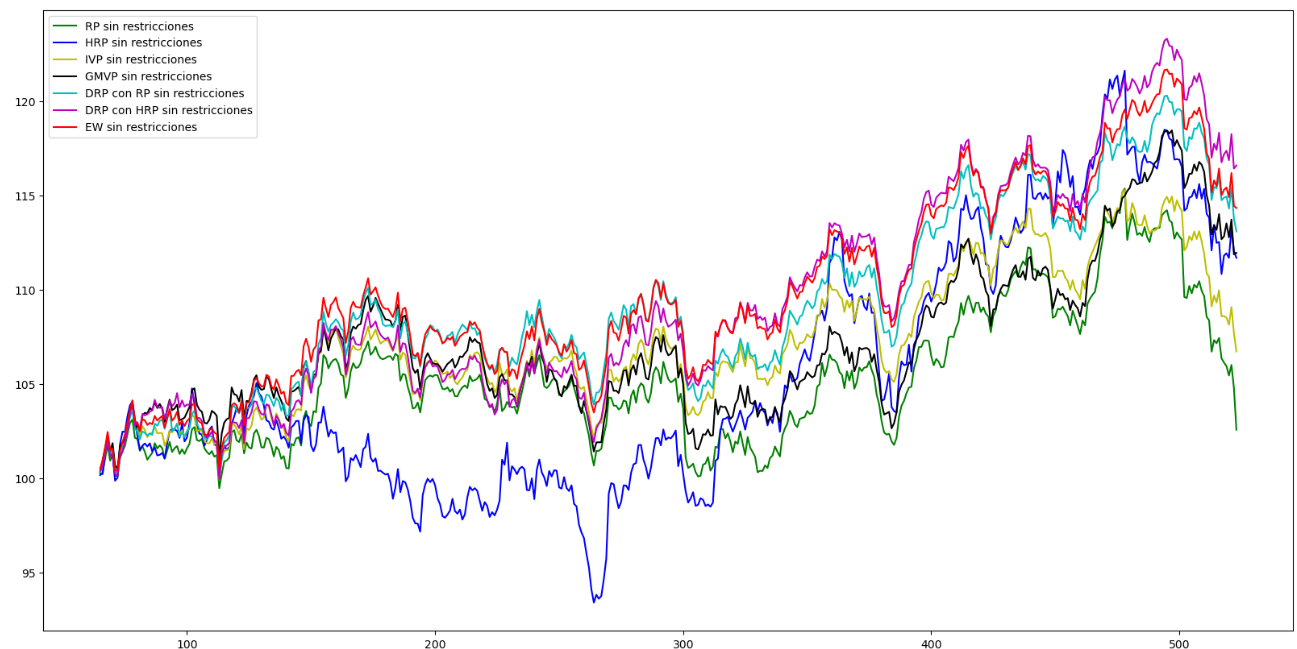 RP sin restricciones
HRP sin restricciones
IVP sin restricciones
GMVP sin restricciones
DRP con RP sin restricciones
DRP con HRP sin restricciones
EW sin restricciones
120
115
110
105
100
95
100 200 300 400 500